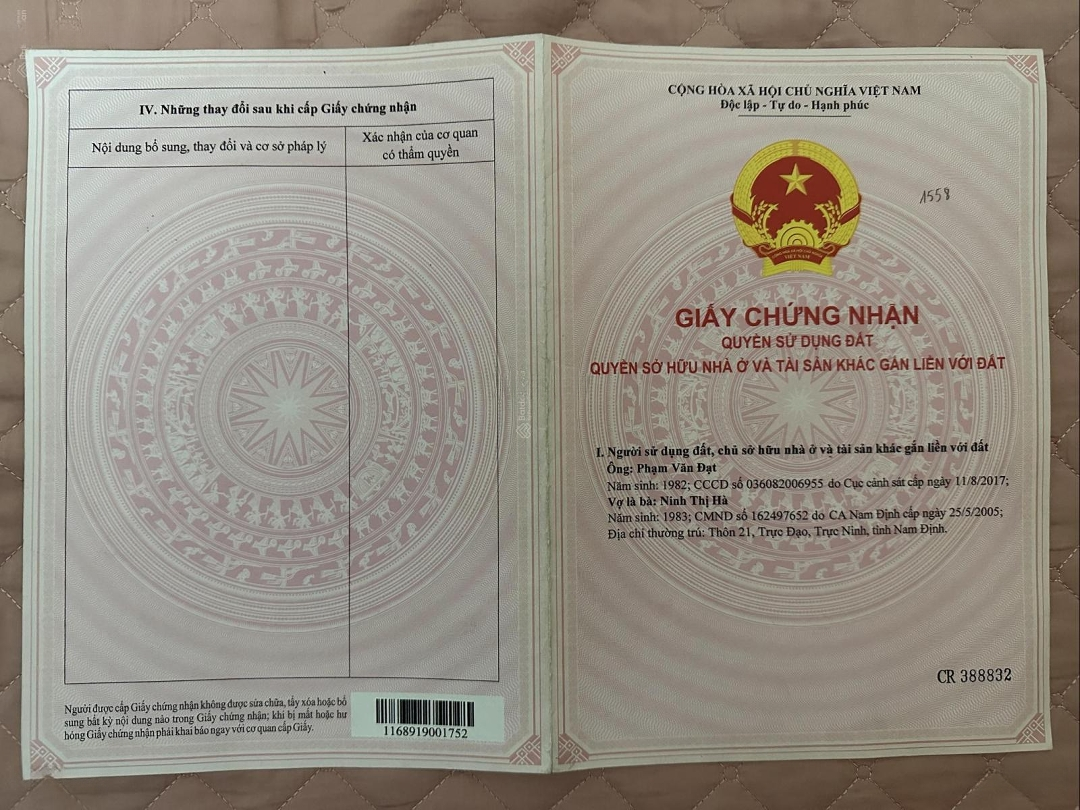 IV. Những thay đổi sau khi cấp Giấy chứng nhận
Nội dung bổ sung, thay đổi và cơ sở pháp lý
Xác nhận của cơ quan
có thẩm quyền
Người được cấp Giấy chứng nhận không được sửa chữa, tẩy xóa hoặc bổ
sung bất kỳ nội dung nào trong Giấy chứng nhận; khi bị mất hoặc hư
hỏng Giấy chứng nhận phải khai báo ngay với cơ quan cấp Giấy.
1168919001752
CỘNG HÒA XÃ HỘI CHỦ NGHĨA VIỆT NAM
Độc lập - Tự do - Hạnh phúc
1558
VIỆT NAM
GIẤY CHỨNG NHẬN
QUYỀN SỬ DỤNG ĐẤT
QUYỀN SỞ HỮU NHÀ Ở VÀ TÀI SẢN KHÁC GẮN LIỀN VỚI ĐẤT
I. Người sử dụng đất, chủ sở hữu nhà ở và tài sản khác gắn liền với đất
Ông: Phạm Văn Đạt
Năm sinh: 1982; CCCD số 036082006955 do Cục cảnh sát cấp ngày 11/8/2017;
Vợ là bà: Ninh Thị Hà
Năm sinh: 1983; CMND số 162497652 do CA Nam Định cấp ngày 25/5/2005;
Địa chỉ thường trú: Thôn 21, Trực Đạo, Trực Ninh, tỉnh Nam Định.
CR 388832